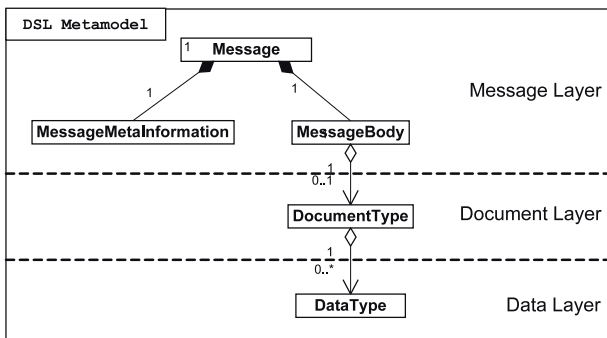 DSL Metamodel
1
Message
1
1
Message Layer
MessageMetaInformation
MessageBody
1
0..1
DocumentType
Document Layer
1
0..*
DataType
Data Layer